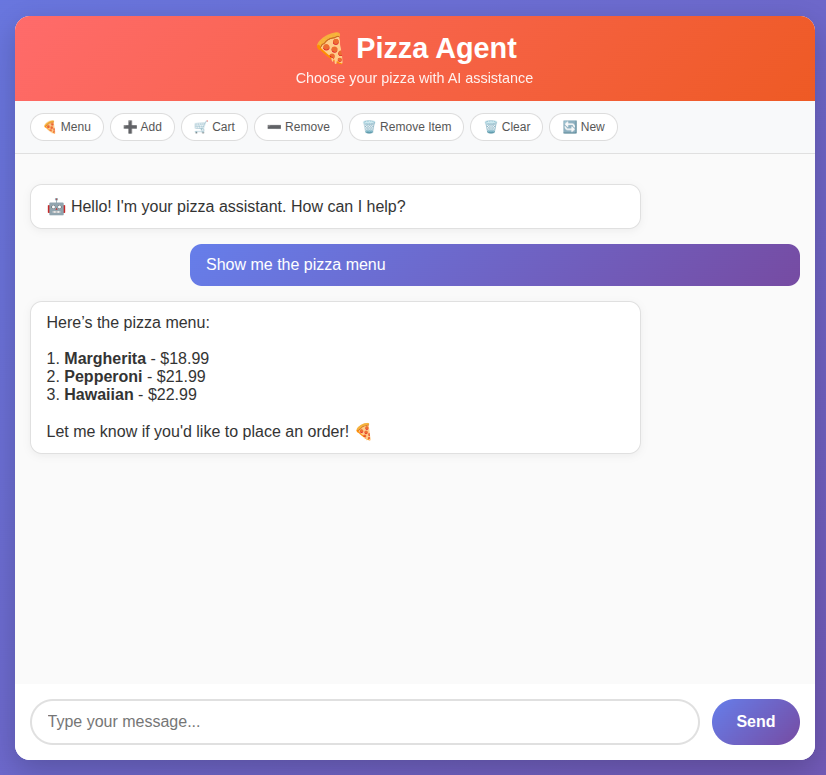 🍕 Pizza Agent
Choose your pizza with AI assistance
🍕 Menu
➕ Add
🛒 Cart
➖ Remove
🗑️ Remove Item
🗑️ Clear
🔄 New
🤖 Hello! I'm your pizza assistant. How can I help?
Show me the pizza menu
Here’s the pizza menu:
1. Margherita - $18.99
2. Pepperoni - $21.99
3. Hawaiian - $22.99
Let me know if you'd like to place an order! 🍕
Type your message...
Send